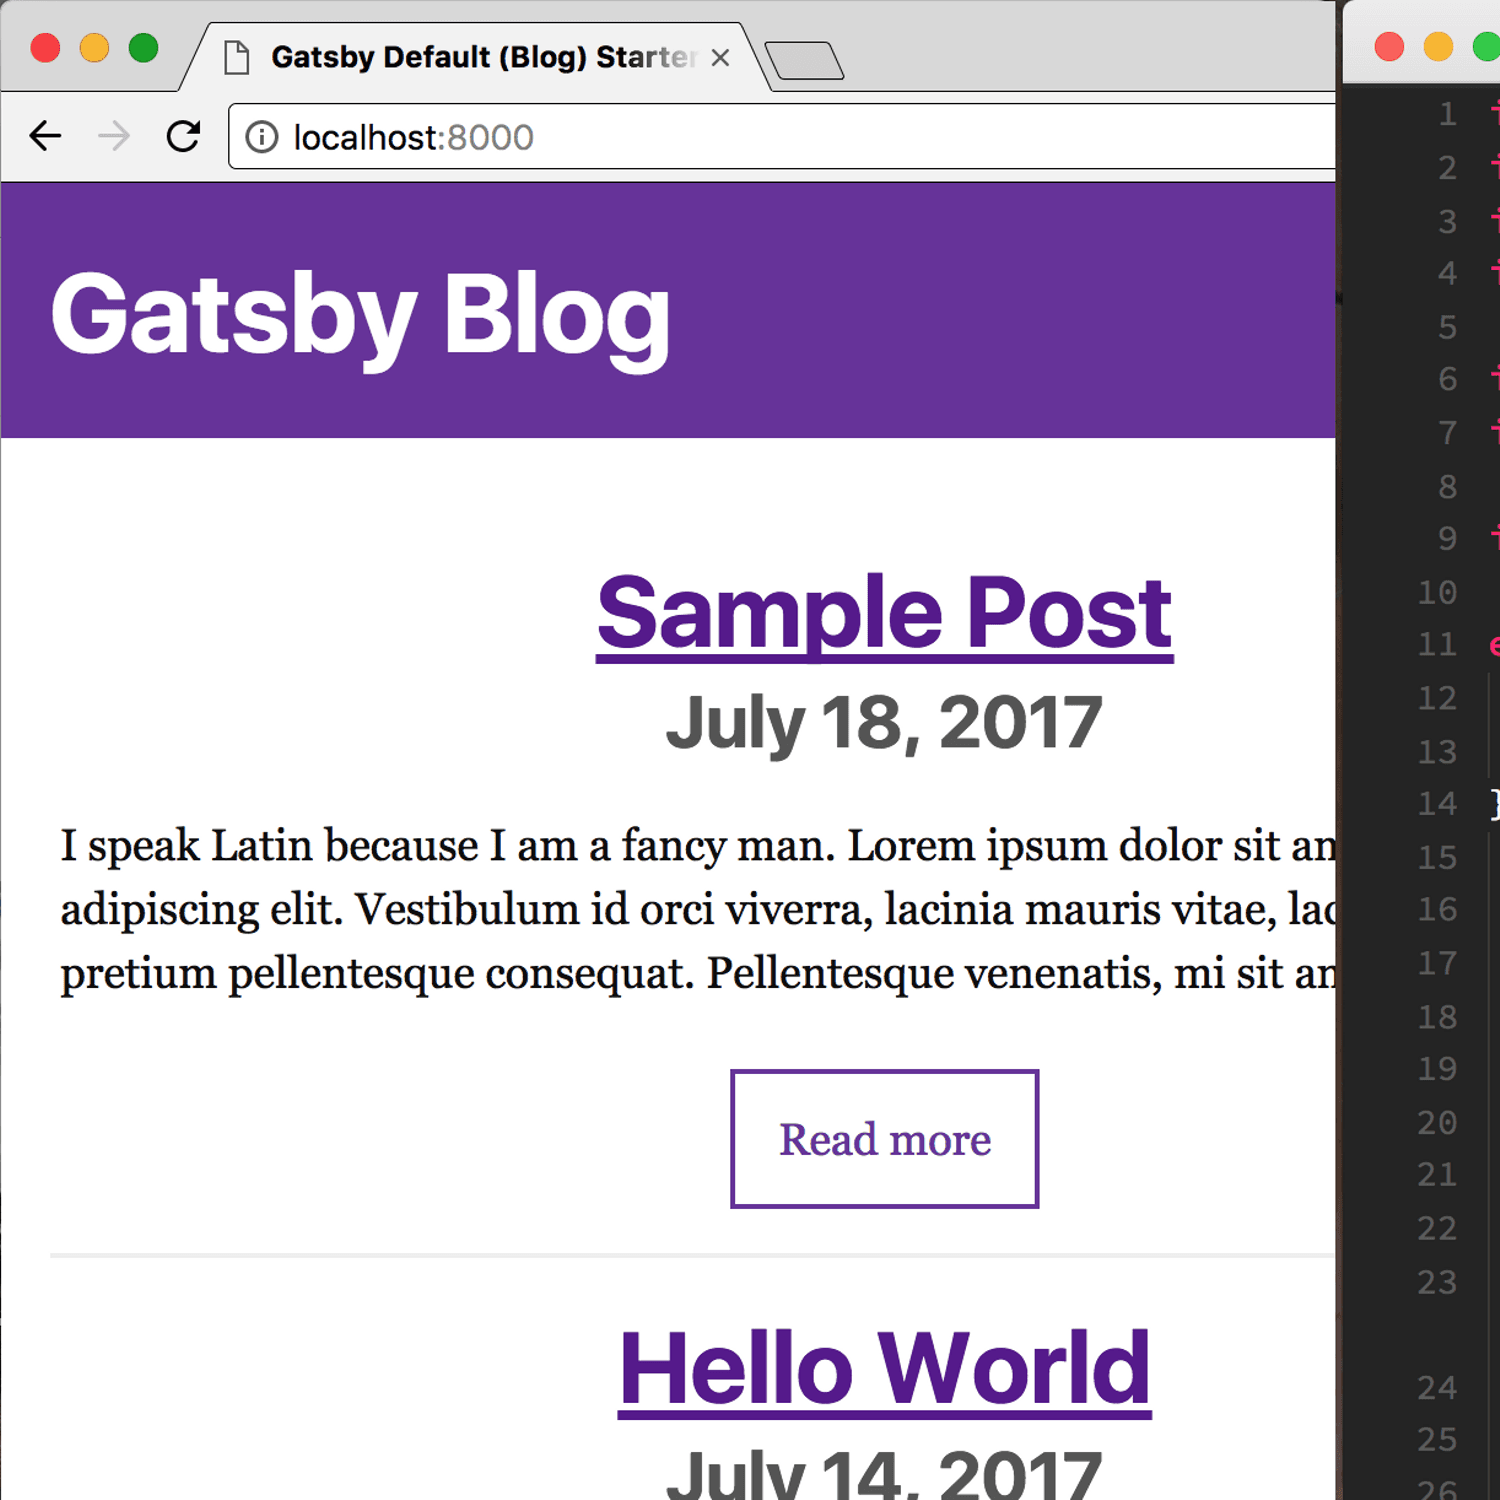 Gatsby Default (Blog) Starter
localhost:8000
Gatsby Blog
Sample Post
July 18, 2017
I speak Latin because I am a fancy man. Lorem ipsum dolor sit am
adipiscing elit. Vestibulum id orci viverra, lacinia mauris vitae, lac
pretium pellentesque consequat. Pellentesque venenatis, mi sit am
Read more
Hello World
July 14, 2017
1
2
3
4
5
6
7
8
9
10
11
12
13
14 }
15
16
17
18
19
20
21
22
23
24
25
26